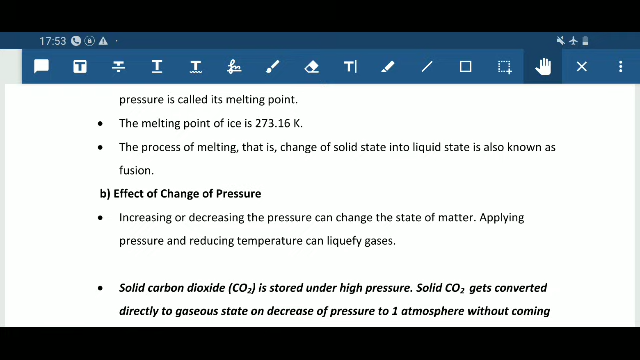 17:53
pressure is called its melting point.
• The melting point of ice is 273.16 K.
• The process of melting, that is, change of solid state into liquid state is also known as
fusion.
b) Effect of Change of Pressure
• Increasing or decreasing the pressure can change the state of matter. Applying
pressure and reducing temperature can liquefy gases.
• Solid carbon dioxide (CO₂) is stored under high pressure. Solid CO₂ gets converted
directly to gaseous state on decrease of pressure to 1 atmosphere without coming